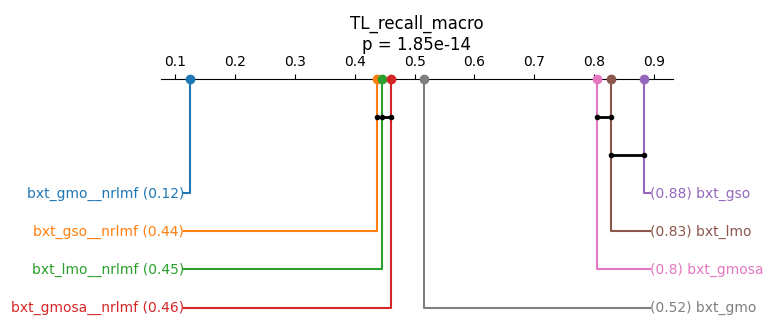 TL_recall_macro
p = 1.85e-14
0.1 0.2 0.3 0.4 0.5 0.6 0.7 0.8 0.9
bxt_gmo__nrlmf (0.12) (0.88) bxt_gso
bxt_gso__nrlmf (0.44) (0.83) bxt_lmo
bxt_lmo__nrlmf (0.45) (0.8) bxt_gmosa
bxt_gmosa__nrlmf (0.46) (0.52) bxt_gmo